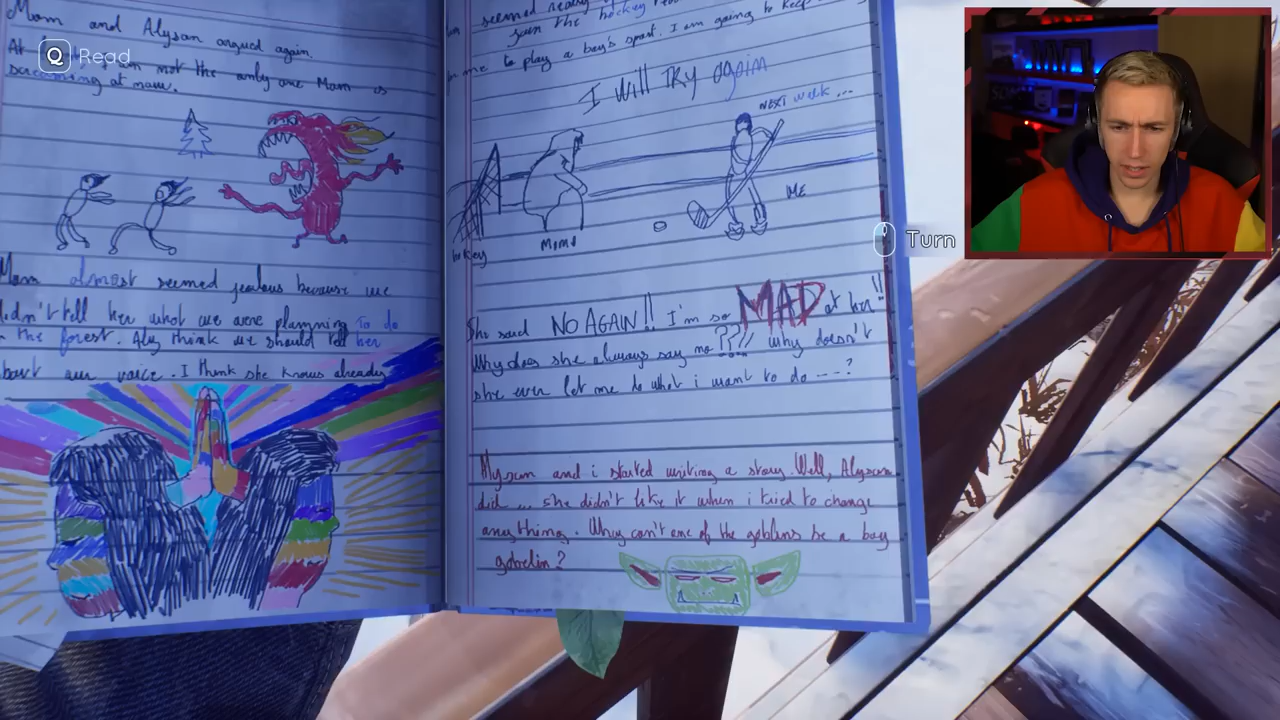 Mom and Alyson argued again.
At not the only one Mom is
screaming at now.
Mom almost seemed jealous because we
didn't tell her what we were planning to do
the forest. Aly think we should tell her
about our voice. I think she knows already
seemed
join the hockey
me to play a boy's sport. I am going to keep
I will TRY again
NEXT week ...
ME
MOM
hockey
She said NO AGAIN!! I'm so MAD at her!!
Why does she always say no ??!! why doesn't
she ever let me do what i want to do ---?
Alyson and i started writing a story. Well, Alyson
did ... she didn't like it when i tried to change
anything. Why can't one of the goblins be a boy
gobelin?
Q Read
Turn